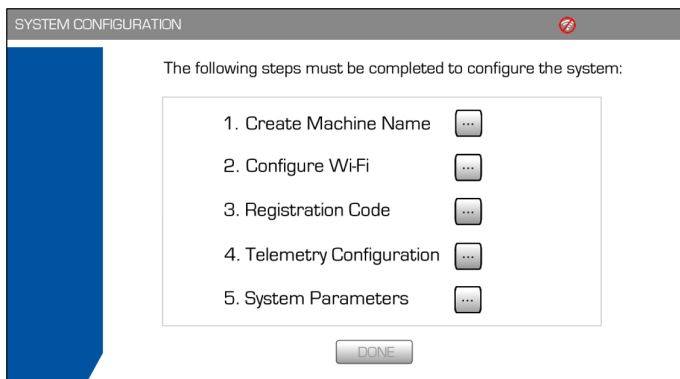 SYSTEM CONFIGURATION
The following steps must be completed to configure the system:
1. Create Machine Name ...
2. Configure Wi-Fi ...
3. Registration Code ...
4. Telemetry Configuration ...
5. System Parameters ...
DONE